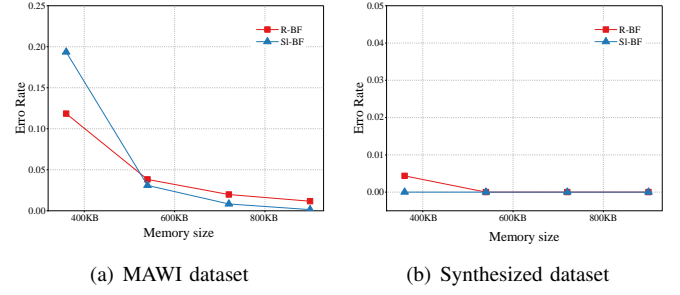 0.25
0.20
0.15
0.10
0.05
0.00
Erro Rate
R-BF
Sl-BF
400KB 600KB 800KB
Memory size
(a) MAWI dataset
0.05
0.04
0.03
0.02
0.01
0.00
Erro Rate
R-BF
Sl-BF
400KB 600KB 800KB
Memory size
(b) Synthesized dataset